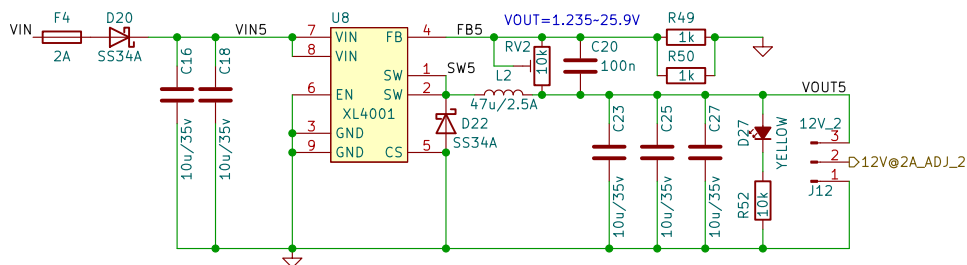 VIN
F4
2A
D20
SS34A
C16
10u/35v
C18
10u/35v
VIN5
U8
7
VIN
8
VIN
6
EN
3
GND
9
GND
FB
4
SW
1
SW
2
CS
5
XL4001
FB5
SW5
D22
SS34A
L2
47u/2.5A
VOUT=1.235~25.9V
RV2
10k
C20
100n
R49
1k
R50
1k
C23
10u/35v
C25
10u/35v
C27
10u/35v
D27
YELLOW
R52
10k
VOUT5
12V_2
3
2
1
J12
12V@2A_ADJ_2